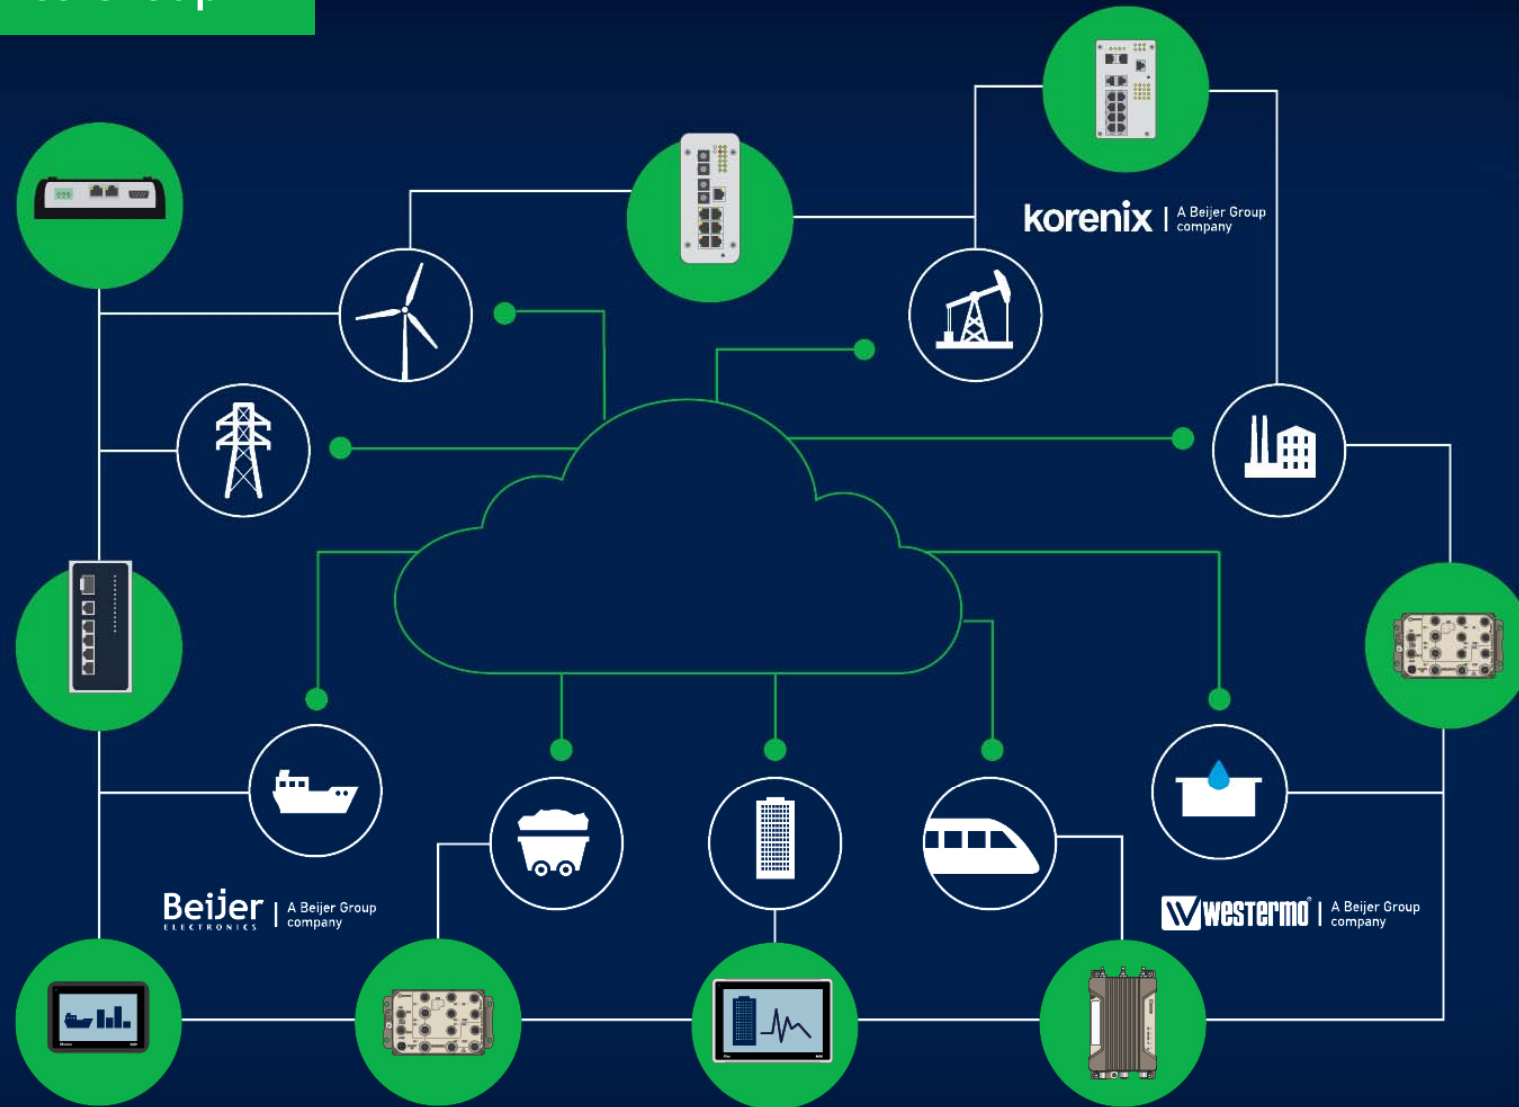 korenix
A Beijer Group
company
Beijer
ELECTRONICS
A Beijer Group
company
westermo
A Beijer Group
company